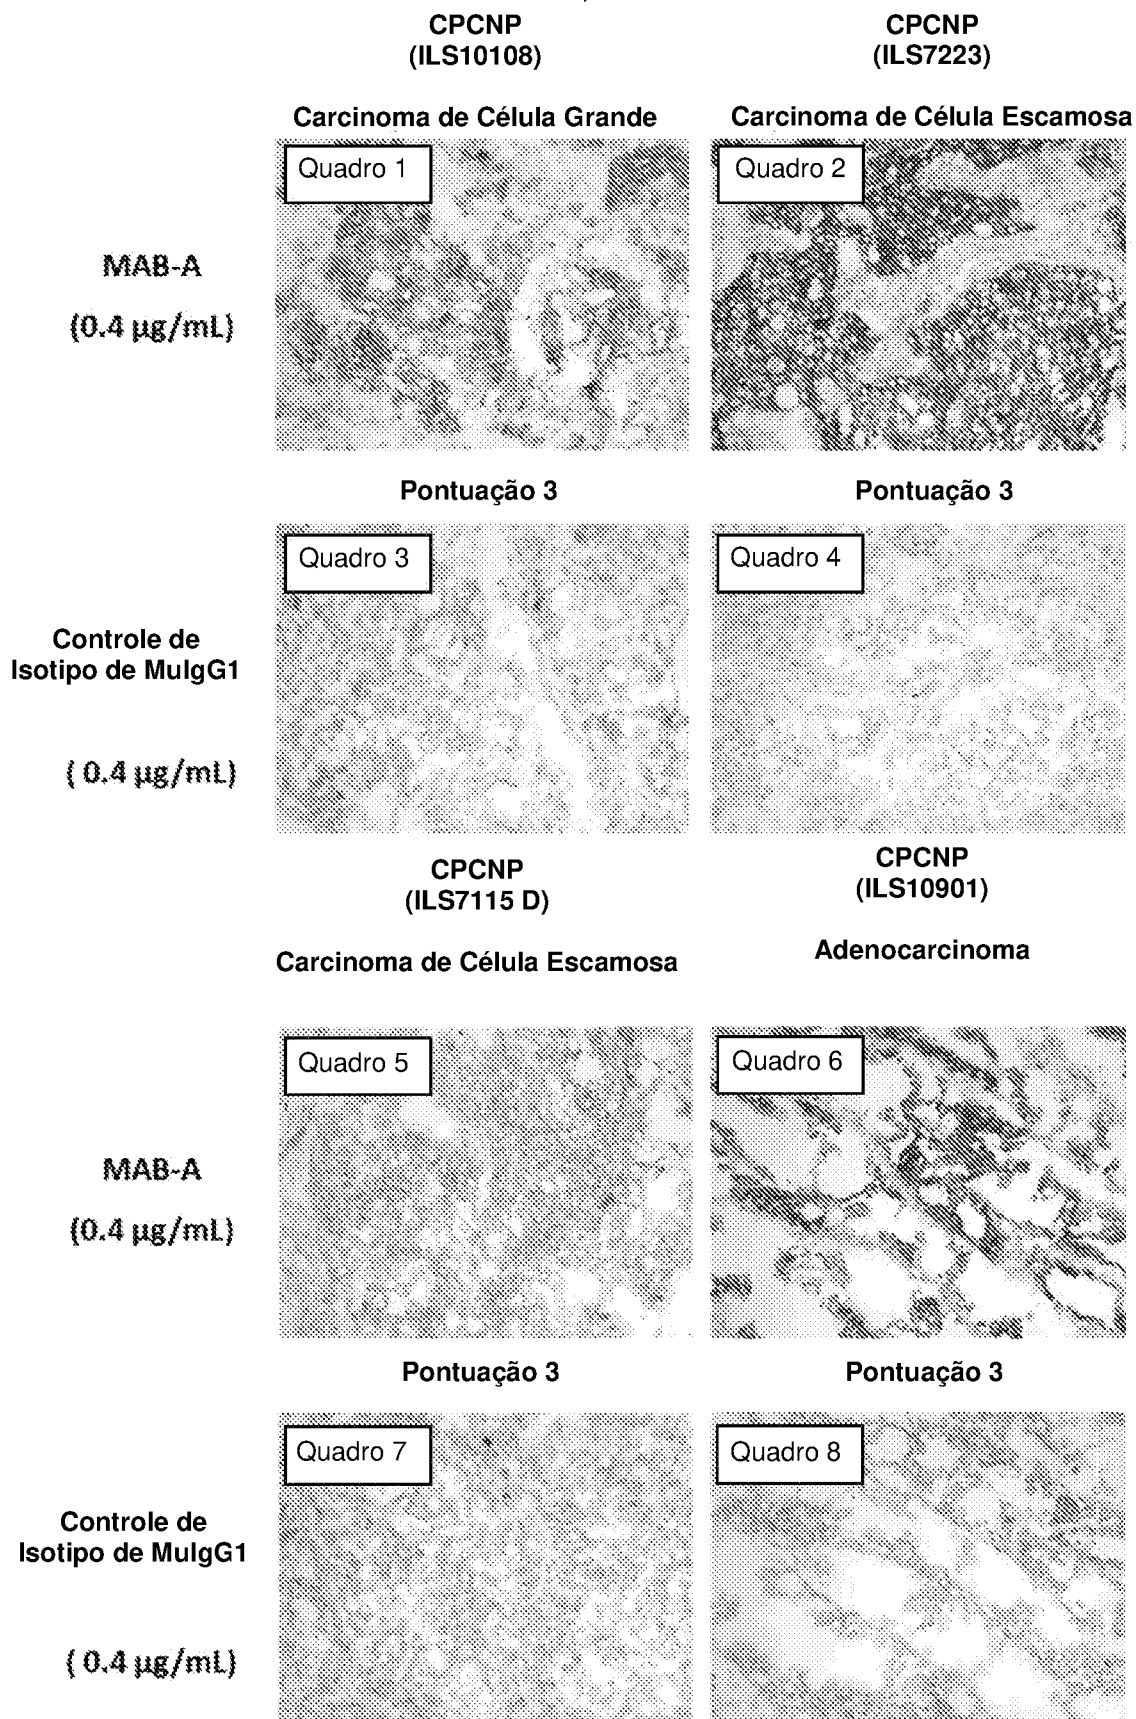 CPCNP
(ILS10108)
CPCNP
(ILS7223)
Carcinoma de Célula Grande
Carcinoma de Célula Escamosa
Quadro 1
Quadro 2
MAB-A
(0.4 µg/mL)
Pontuação 3
Pontuação 3
Quadro 3
Quadro 4
Controle de
Isotipo de MuIgG1
( 0.4 µg/mL)
CPCNP
(ILS7115 D)
CPCNP
(ILS10901)
Carcinoma de Célula Escamosa
Adenocarcinoma
Quadro 5
Quadro 6
MAB-A
(0.4 µg/mL)
Pontuação 3
Pontuação 3
Quadro 7
Quadro 8
Controle de
Isotipo de MuIgG1
( 0.4 µg/mL)